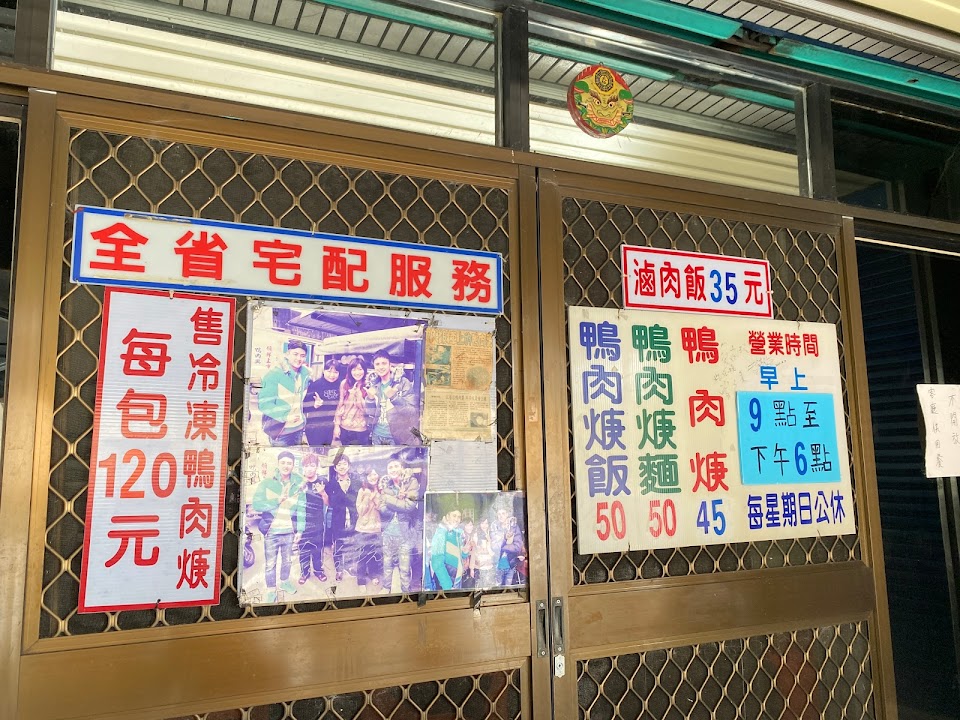 全省宅配服務
售冷凍鴨肉焿
每包120元
滷肉飯35元
鴨肉焿飯50
鴨肉焿麵50
鴨肉焿45
營業時間
早上
9點至
下午6點
每星期日公休
不開放